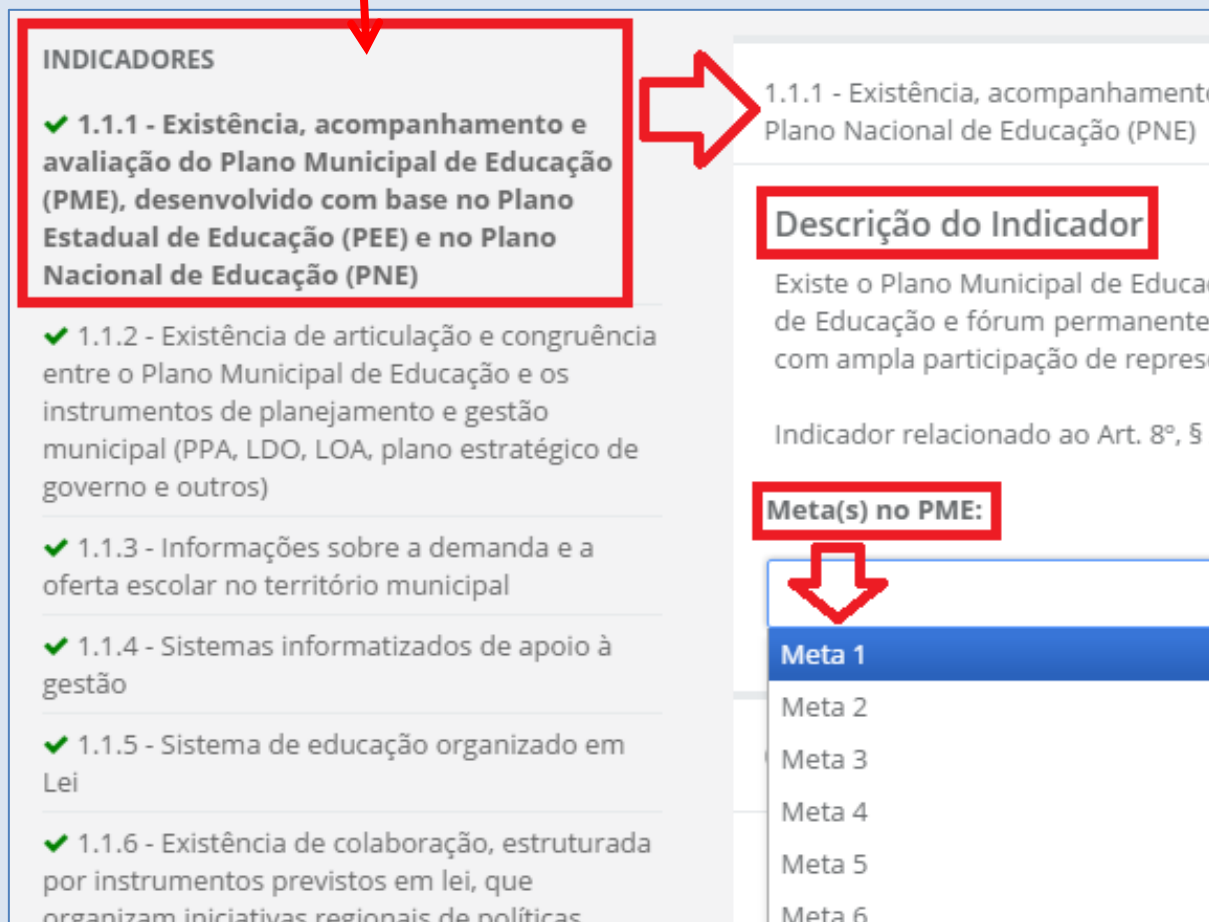 INDICADORES
✔ 1.1.1 - Existência, acompanhamento e
avaliação do Plano Municipal de Educação
(PME), desenvolvido com base no Plano
Estadual de Educação (PEE) e no Plano
Nacional de Educação (PNE)
✔ 1.1.2 - Existência de articulação e congruência
entre o Plano Municipal de Educação e os
instrumentos de planejamento e gestão
municipal (PPA, LDO, LOA, plano estratégico de
governo e outros)
✔ 1.1.3 - Informações sobre a demanda e a
oferta escolar no território municipal
✔ 1.1.4 - Sistemas informatizados de apoio à
gestão
✔ 1.1.5 - Sistema de educação organizado em
Lei
✔ 1.1.6 - Existência de colaboração, estruturada
por instrumentos previstos em lei, que
organizam iniciativas regionais de políticas
1.1.1 - Existência, acompanhamento
Plano Nacional de Educação (PNE)
Descrição do Indicador
Existe o Plano Municipal de Educa
de Educação e fórum permanente
com ampla participação de repres
Indicador relacionado ao Art. 8º, §
Meta(s) no PME:
Meta 1
Meta 2
Meta 3
Meta 4
Meta 5
Meta 6